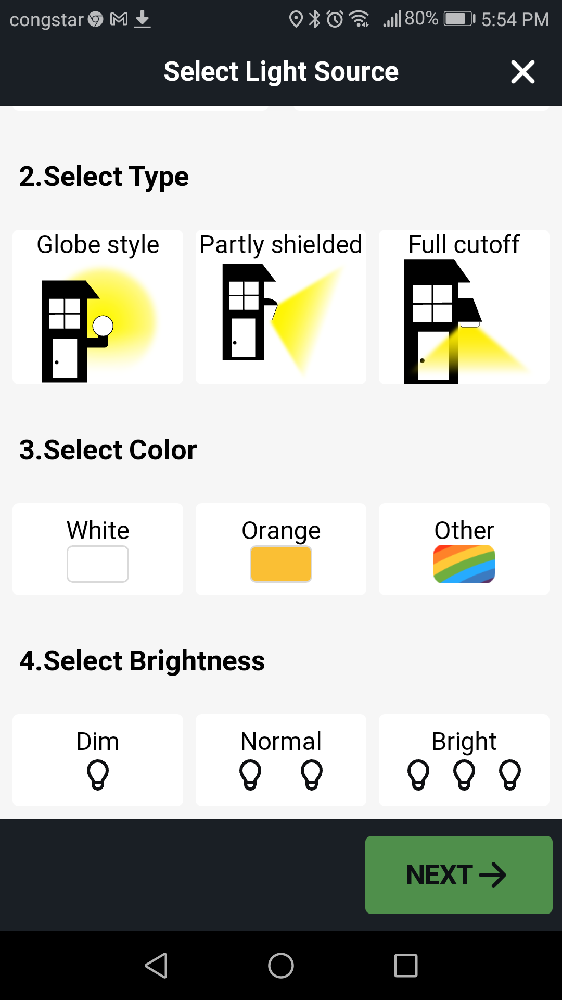 congstar 80% 5:54 PM
Select Light Source
2.Select Type
Globe style Partly shielded Full cutoff
3.Select Color
White Orange Other
4.Select Brightness
Dim Normal Bright
NEXT